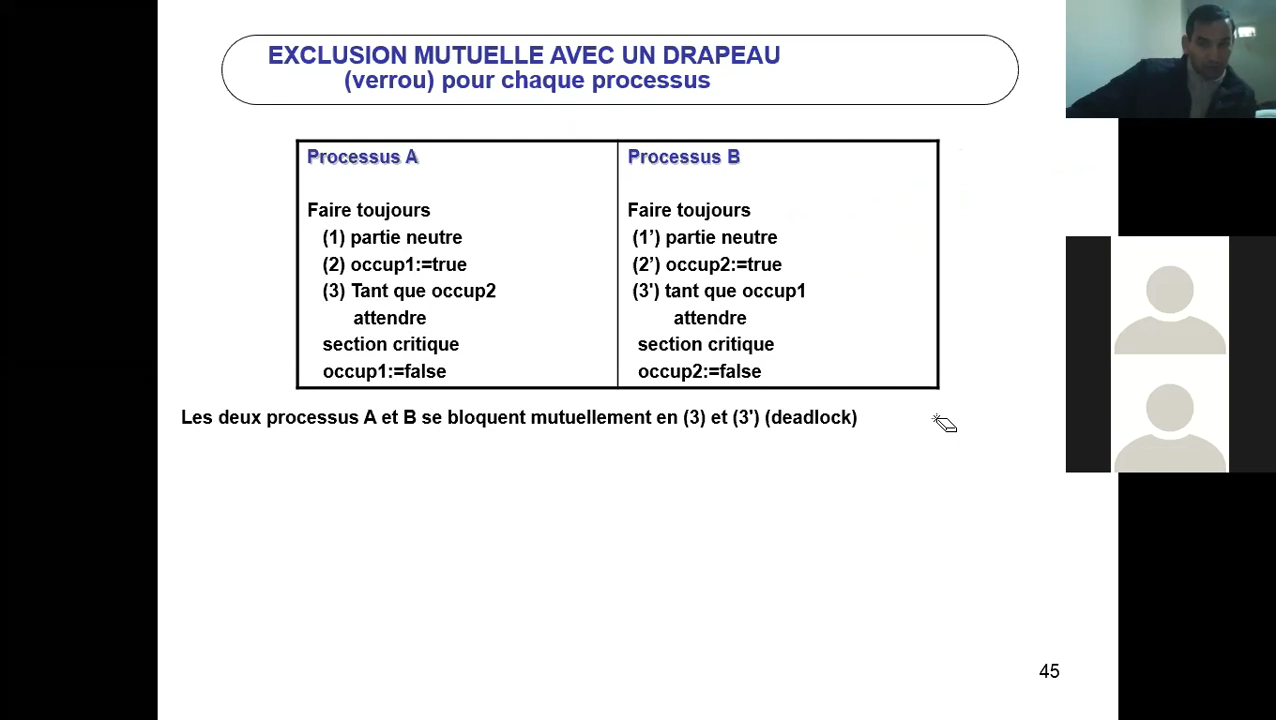 EXCLUSION MUTUELLE AVEC UN DRAPEAU
(verrou) pour chaque processus
Processus A
Faire toujours
(1) partie neutre
(2) occup1:=true
(3) Tant que occup2
attendre
section critique
occup1:=false
Processus B
Faire toujours
(1’) partie neutre
(2’) occup2:=true
(3') tant que occup1
attendre
section critique
occup2:=false
Les deux processus A et B se bloquent mutuellement en (3) et (3') (deadlock)
45